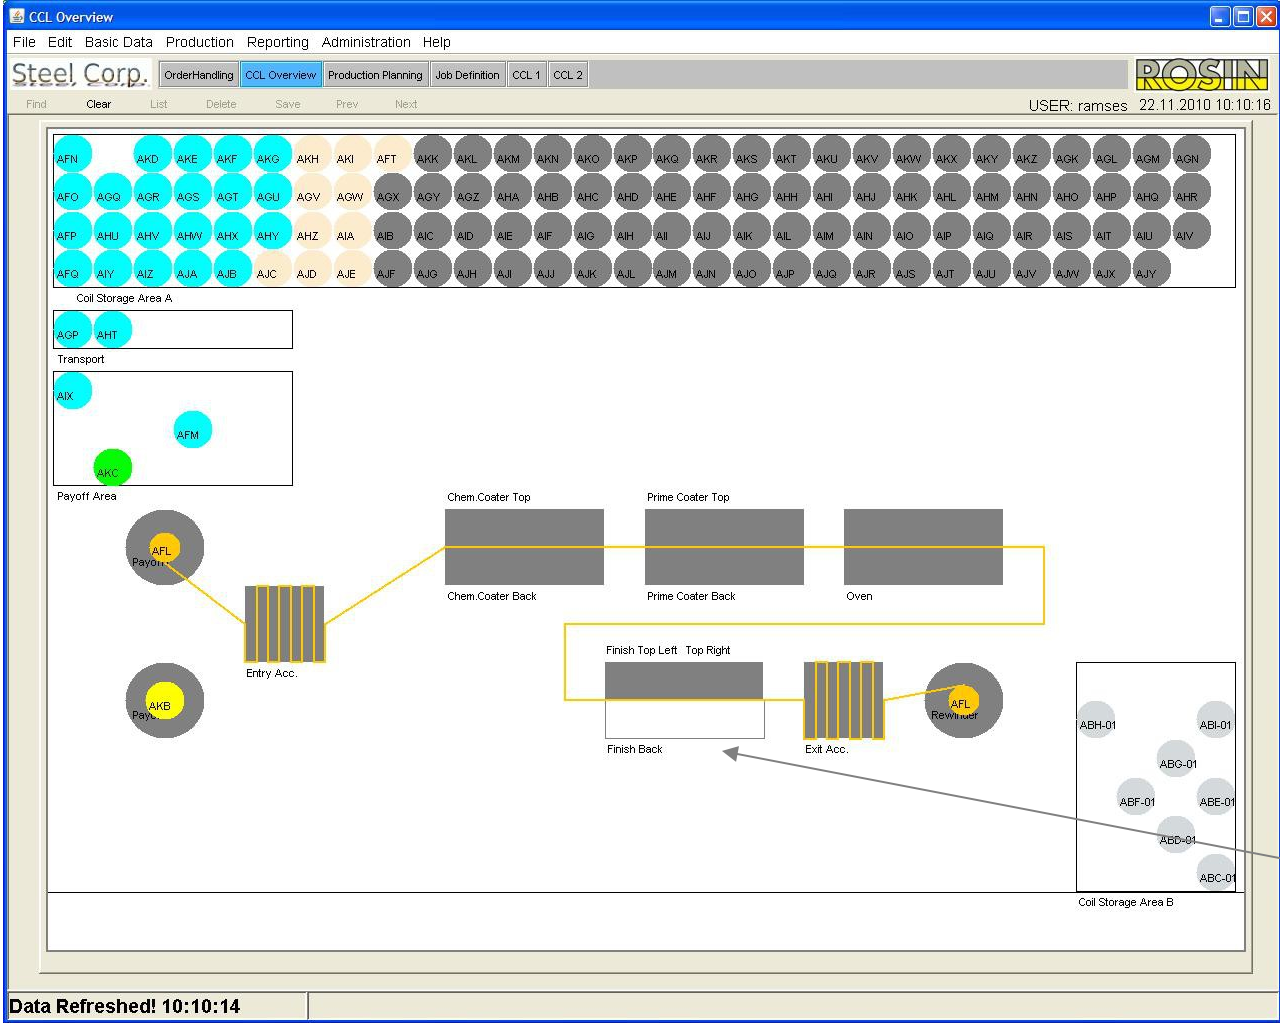 CCL Overview
File Edit Basic Data Production Reporting Administration Help
Steel Corp. OrderHandling CCL Overview Production Planning Job Definition CCL 1 CCL 2 ROSIN
Find Clear List Delete Save Prev Next USER: ramses 22.11.2010 10:10:16
AFN AKD AKE AKF AKG AKH AKI AFT AKK AKL AKM AKN AKO AKP AKQ AKR AKS AKT AKU AKV AKW AKX AKY AKZ AGK AGL AGM AGN
AFO AGQ AGR AGS AGT AGU AGV AGW AGX AGY AGZ AHA AHB AHC AHD AHE AHF AHG AHH AHI AHJ AHK AHL AHM AHN AHO AHP AHQ AHR
AFP AHU AHV AHW AHX AHY AHZ AIA AIB AIC AID AIE AIF AIG AIH AII AIJ AIK AIL AIM AIN AIO AIP AIQ AIR AIS AIT AIU AIV
AFQ AIY AIZ AJA AJB AJC AJD AJE AJF AJG AJH AJI AJJ AJK AJL AJM AJN AJO AJP AJQ AJR AJS AJT AJU AJV AJW AJX AJY
Coil Storage Area A
AGP AHT
Transport
AIX
AFM
AKC
Payoff Area
Chem.Coater Top Prime Coater Top
AFL
Payoff
Chem.Coater Back Prime Coater Back Oven
Finish Top Left Top Right
Entry Acc.
AKB
Payo
AFL
Rewinder
Finish Back Exit Acc.
ABH-01 ABI-01
ABG-01
ABF-01 ABE-01
ABD-01
ABC-01
Coil Storage Area B
Data Refreshed! 10:10:14